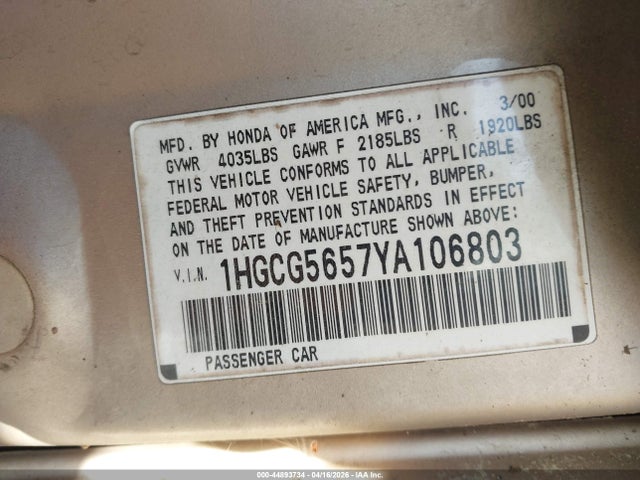 MFD. BY HONDA OF AMERICA MFG., INC. 3/00
GVWR 4035LBS GAWR F 2185LBS R 1920LBS
THIS VEHICLE CONFORMS TO ALL APPLICABLE
FEDERAL MOTOR VEHICLE SAFETY, BUMPER,
AND THEFT PREVENTION STANDARDS IN EFFECT
ON THE DATE OF MANUFACTURE SHOWN ABOVE:
V.I.N. 1HGCG5657YA106803
PASSENGER CAR
000-44893734 - 04/16/2026 - IAA Inc.